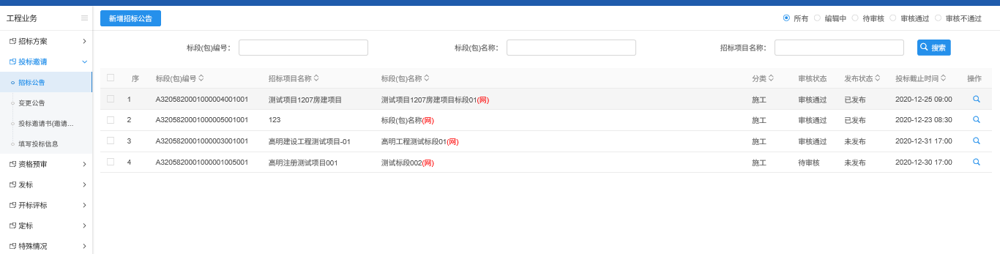 工程业务
新增招标公告
所有 编辑中 待审核 审核通过 审核不通过
招标方案
投标邀请
招标公告
变更公告
投标邀请书(邀请...
填写投标信息
资格预审
发标
开标评标
定标
特殊情况
标段(包)编号: 标段(包)名称: 招标项目名称: 搜索
序 标段(包)编号 招标项目名称 标段(包)名称 分类 审核状态 发布状态 投标截止时间 操作
1 A3205820001000004001001 测试项目1207房建项目 测试项目1207房建项目标段01(网) 施工 审核通过 已发布 2020-12-25 09:00
2 A3205820001000005001001 123 标段(包)名称(网) 施工 审核通过 已发布 2020-12-23 08:30
3 A3205820001000003001001 高明建设工程测试项目-01 高明工程测试标段01(网) 施工 审核通过 未发布 2020-12-31 17:00
4 A3205820001000001005001 高明注册测试项目001 测试标段002(网) 施工 待审核 未发布 2020-12-30 17:00